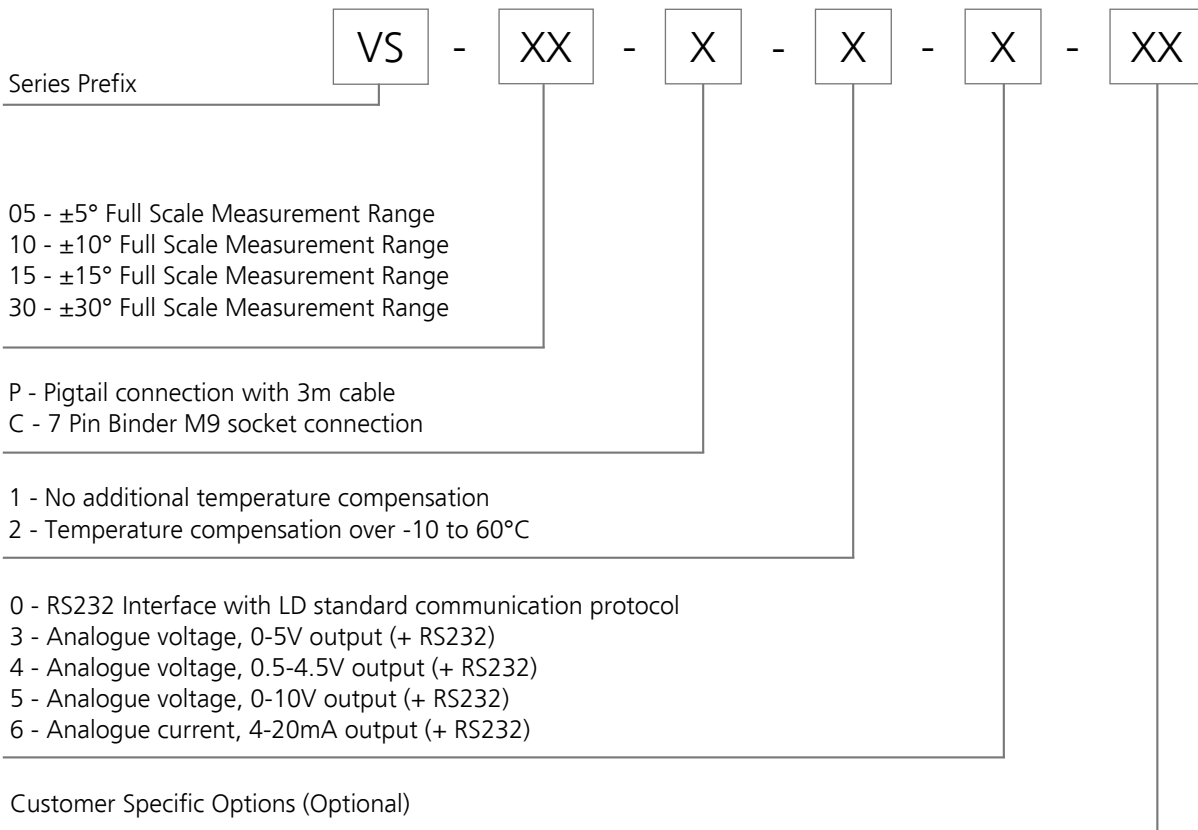 VS - XX - X - X - X - XX
Series Prefix
05 - ±5° Full Scale Measurement Range
10 - ±10° Full Scale Measurement Range
15 - ±15° Full Scale Measurement Range
30 - ±30° Full Scale Measurement Range
P - Pigtail connection with 3m cable
C - 7 Pin Binder M9 socket connection
1 - No additional temperature compensation
2 - Temperature compensation over -10 to 60°C
0 - RS232 Interface with LD standard communication protocol
3 - Analogue voltage, 0-5V output (+ RS232)
4 - Analogue voltage, 0.5-4.5V output (+ RS232)
5 - Analogue voltage, 0-10V output (+ RS232)
6 - Analogue current, 4-20mA output (+ RS232)
Customer Specific Options (Optional)